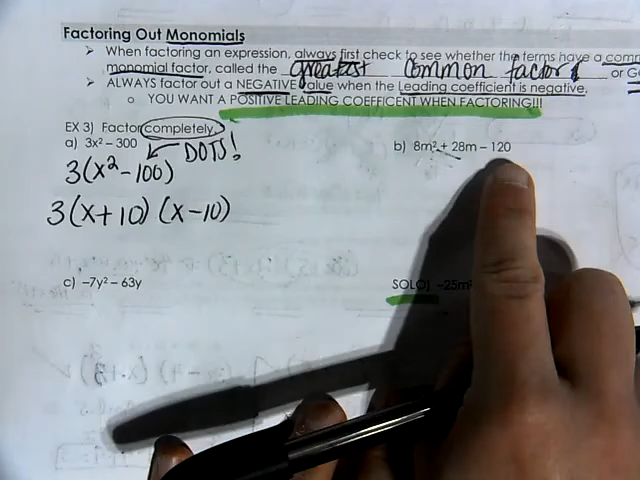 Factoring Out Monomials
➢ When factoring an expression, always first check to see whether the terms have a
monomial factor, called the greatest common factor or
➢ ALWAYS factor out a NEGATIVE value when the Leading coefficient is negative.
o YOU WANT A POSITIVE LEADING COEFFICENT WHEN FACTORING!!!
EX 3) Factor completely.
a) 3x² – 300
DOTS!
3(x² – 100)
3(x+10)(x–10)
b) 8m² + 28m – 120
c) –7y² – 63y
SOLO) –25m²